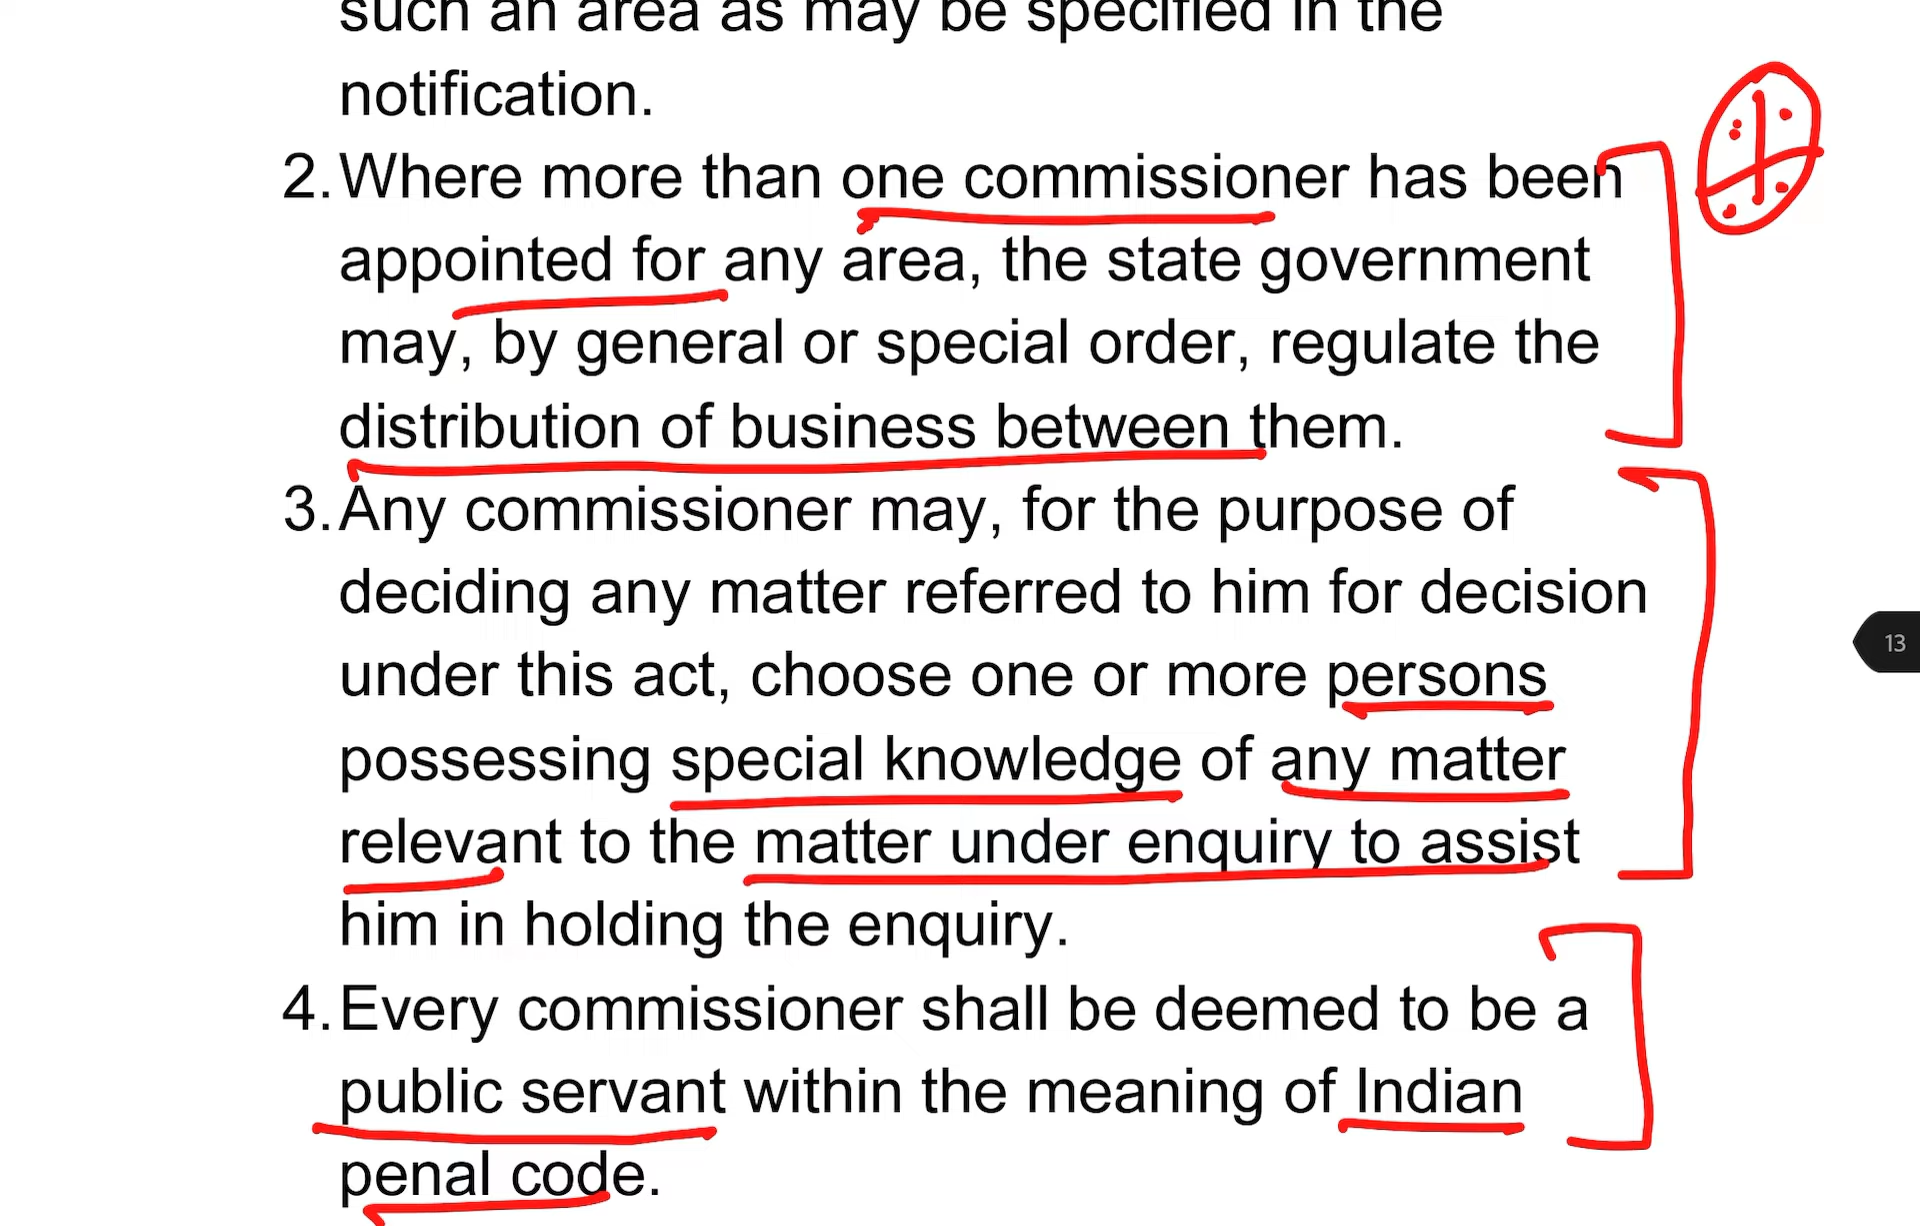 such an area as may be specified in the
notification.
2. Where more than one commissioner has been
appointed for any area, the state government
may, by general or special order, regulate the
distribution of business between them.
3. Any commissioner may, for the purpose of
deciding any matter referred to him for decision
under this act, choose one or more persons
possessing special knowledge of any matter
relevant to the matter under enquiry to assist
him in holding the enquiry.
4. Every commissioner shall be deemed to be a
public servant within the meaning of Indian
penal code.
13